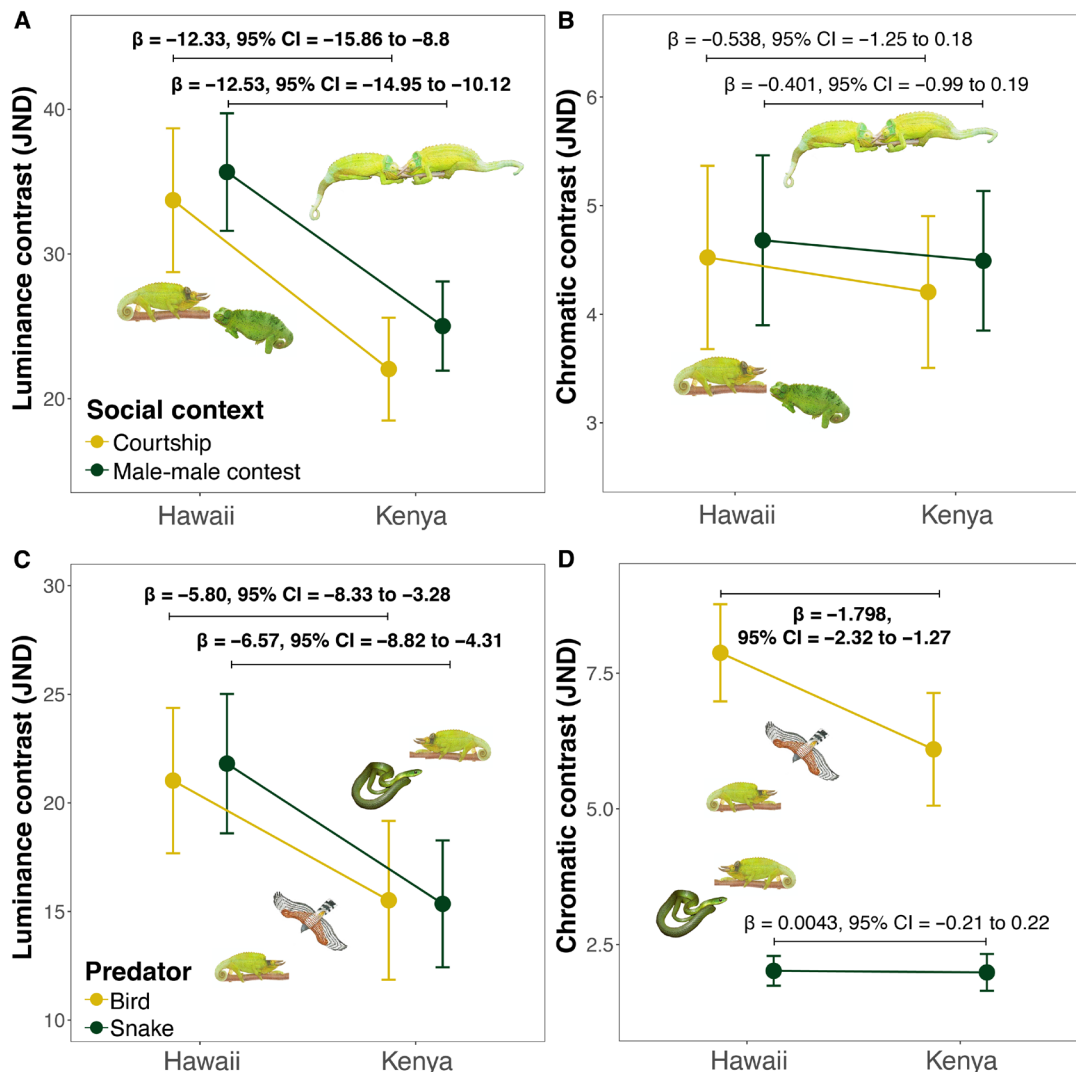 A
β = −12.33, 95% CI = −15.86 to −8.8
β = −12.53, 95% CI = −14.95 to −10.12
Luminance contrast (JND)
40
30
20
Social context
Courtship
Male-male contest
Hawaii
Kenya
B
β = −0.538, 95% CI = −1.25 to 0.18
β = −0.401, 95% CI = −0.99 to 0.19
Chromatic contrast (JND)
6
5
4
3
Hawaii
Kenya
C
β = −5.80, 95% CI = −8.33 to −3.28
β = −6.57, 95% CI = −8.82 to −4.31
Luminance contrast (JND)
30
25
20
15
10
Predator
Bird
Snake
Hawaii
Kenya
D
β = −1.798,
95% CI = −2.32 to −1.27
Chromatic contrast (JND)
7.5
5.0
2.5
β = 0.0043, 95% CI = −0.21 to 0.22
Hawaii
Kenya